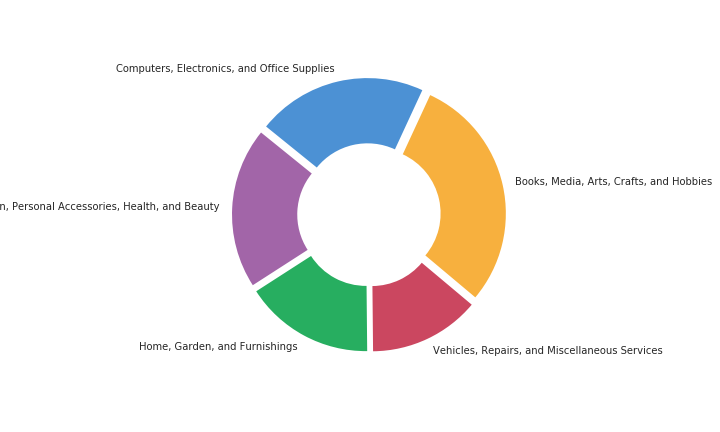 Computers, Electronics, and Office Supplies
Books, Media, Arts, Crafts, and Hobbies
Personal Accessories, Health, and Beauty
Home, Garden, and Furnishings
Vehicles, Repairs, and Miscellaneous Services